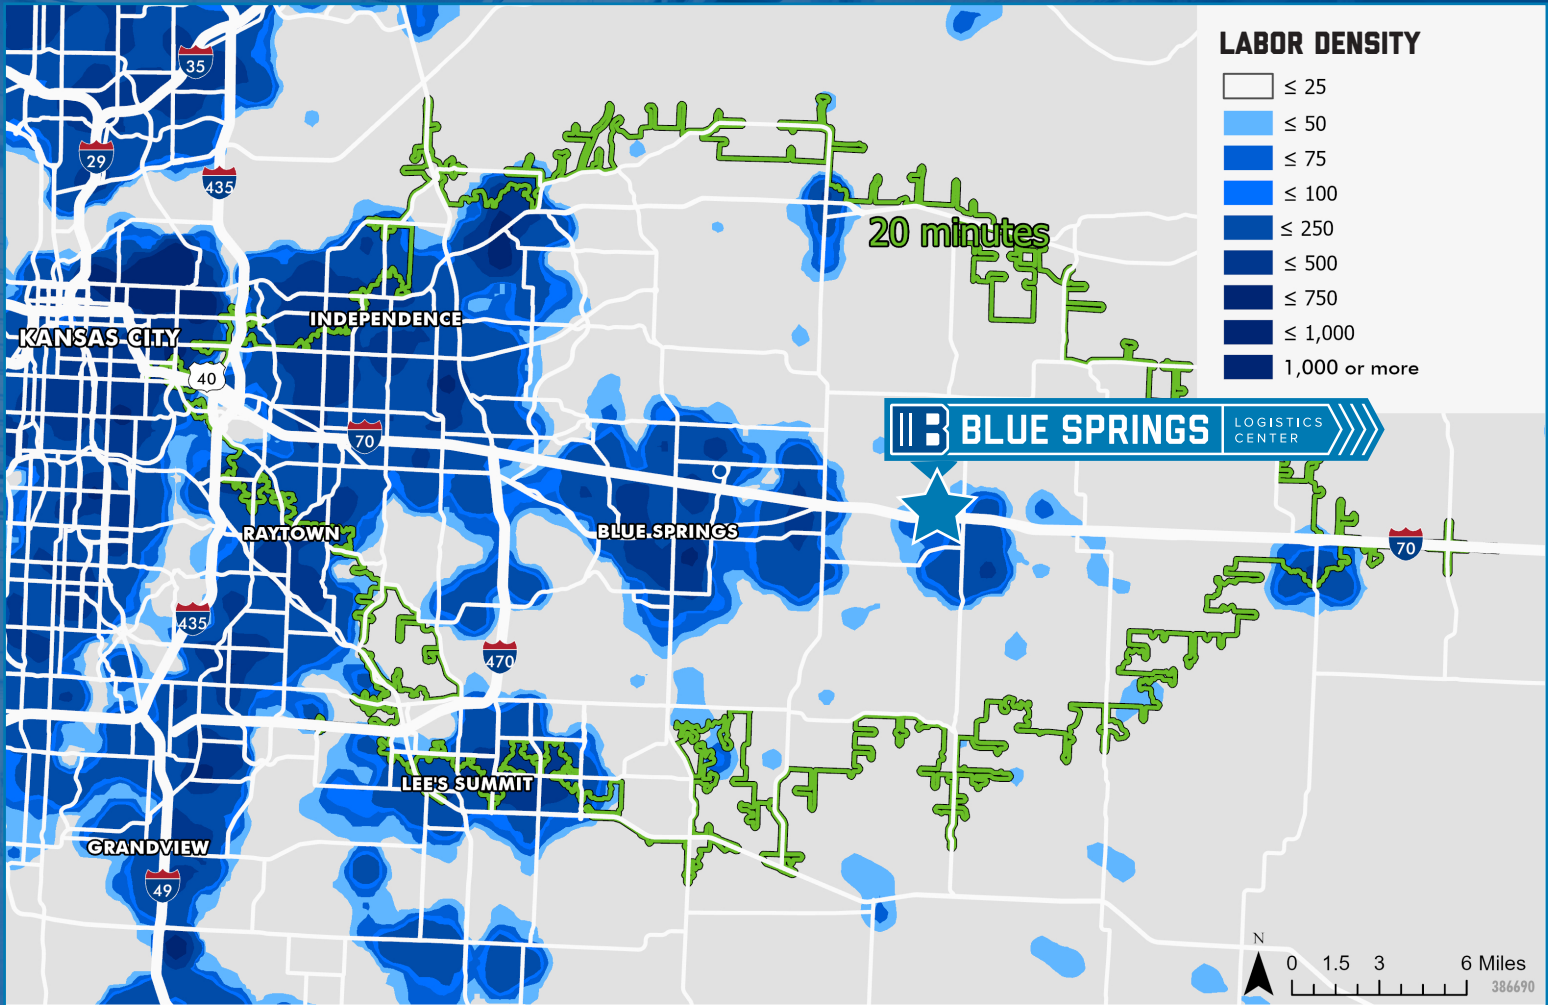 LABOR DENSITY
≤ 25
≤ 50
≤ 75
≤ 100
≤ 250
≤ 500
≤ 750
≤ 1,000
1,000 or more
35
29
435
20 minutes
INDEPENDENCE
KANSAS CITY
40
70
B BLUE SPRINGS
LOGISTICS
CENTER
RAYTOWN
BLUE SPRINGS
70
435
470
LEE'S SUMMIT
GRANDVIEW
49
N
0 1.5 3 6 Miles
386690